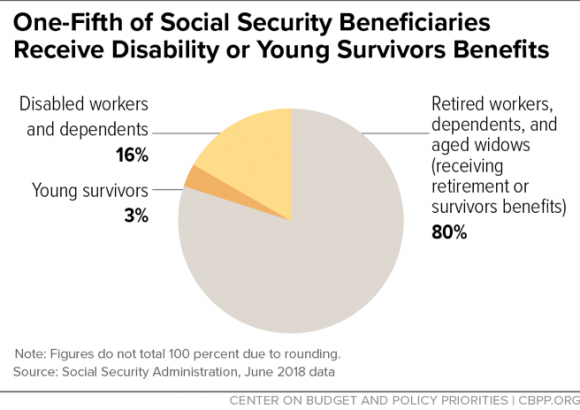 One-Fifth of Social Security Beneficiaries
Receive Disability or Young Survivors Benefits
Disabled workers
and dependents
16%
Young survivors
3%
Retired workers,
dependents, and
aged widows
(receiving
retirement or
survivors benefits)
80%
Note: Figures do not total 100 percent due to rounding.
Source: Social Security Administration, June 2018 data
CENTER ON BUDGET AND POLICY PRIORITIES | CBPP.ORG